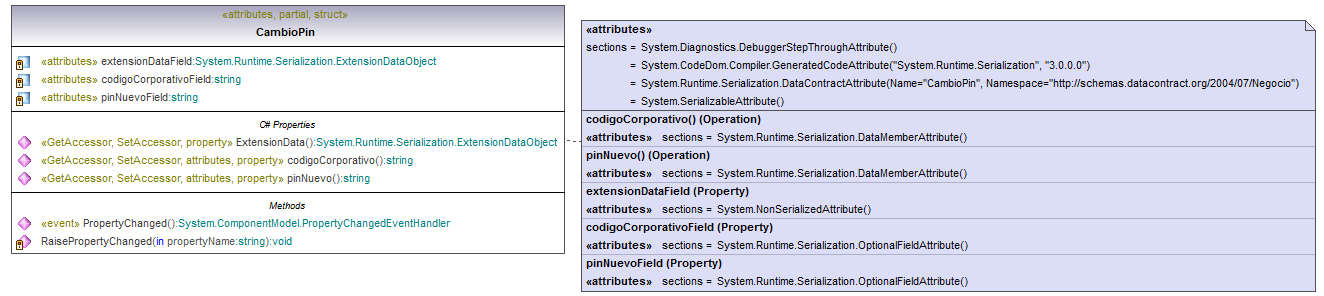 «attributes, partial, struct»
CambioPin
«attributes» extensionDataField:System.Runtime.Serialization.ExtensionDataObject
«attributes» codigoCorporativoField:string
«attributes» pinNuevoField:string
C# Properties
«GetAccessor, SetAccessor, property» ExtensionData():System.Runtime.Serialization.ExtensionDataObject
«GetAccessor, SetAccessor, attributes, property» codigoCorporativo():string
«GetAccessor, SetAccessor, attributes, property» pinNuevo():string
Methods
«event» PropertyChanged():System.ComponentModel.PropertyChangedEventHandler
RaisePropertyChanged(in propertyName:string):void
«attributes»
sections = System.Diagnostics.DebuggerStepThroughAttribute()
= System.CodeDom.Compiler.GeneratedCodeAttribute("System.Runtime.Serialization", "3.0.0.0")
= System.Runtime.Serialization.DataContractAttribute(Name="CambioPin", Namespace="http://schemas.datacontract.org/2004/07/Negocio")
= System.SerializableAttribute()
codigoCorporativo() (Operation)
«attributes» sections = System.Runtime.Serialization.DataMemberAttribute()
pinNuevo() (Operation)
«attributes» sections = System.Runtime.Serialization.DataMemberAttribute()
extensionDataField (Property)
«attributes» sections = System.NonSerializedAttribute()
codigoCorporativoField (Property)
«attributes» sections = System.Runtime.Serialization.OptionalFieldAttribute()
pinNuevoField (Property)
«attributes» sections = System.Runtime.Serialization.OptionalFieldAttribute()